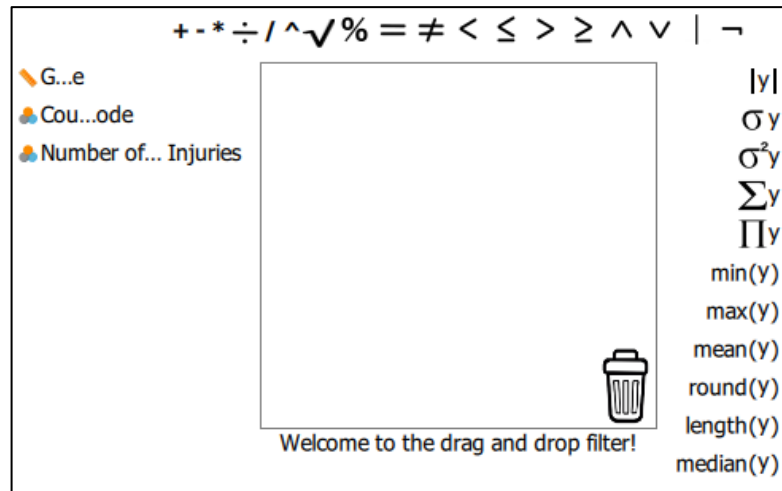 + - * ÷ / ^ √ % = ≠ < ≤ > ≥ ∧ ∨ | ¬
G...e
Cou...ode
Number of... Injuries
|y|
σ y
σ²y
∑y
∏y
min(y)
max(y)
mean(y)
round(y)
length(y)
median(y)
Welcome to the drag and drop filter!